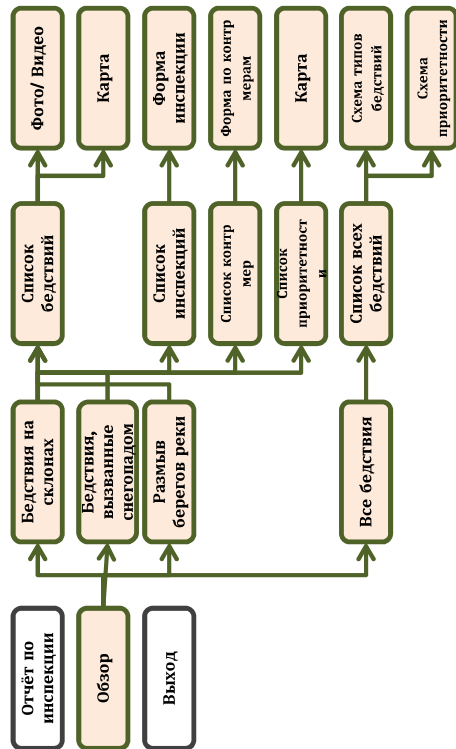 Отчёт по
инспекции
Обзор
Выход
Бедствия на
склонах
Бедствия,
вызванные
снегопадом
Размыв
берегов реки
Все бедствия
Список
бедствий
Список
инспекций
Список контр
мер
Список
приоритетност
и
Список всех
бедствий
Фото/ Видео
Карта
Форма
инспекции
Форма по контр
мерам
Карта
Схема типов
бедствий
Схема
приоритетности